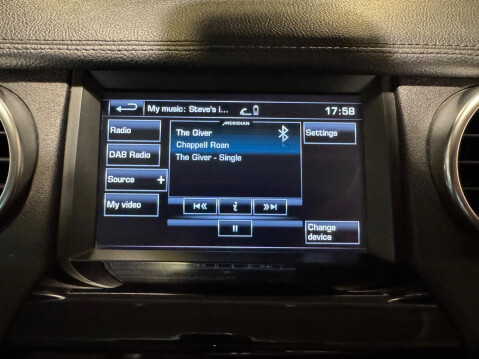 My music: Steve's i...
17:58
MERIDIAN
Radio
The Giver
Settings
Chappell Roan
DAB Radio
The Giver - Single
Source +
My video
i
Change
device